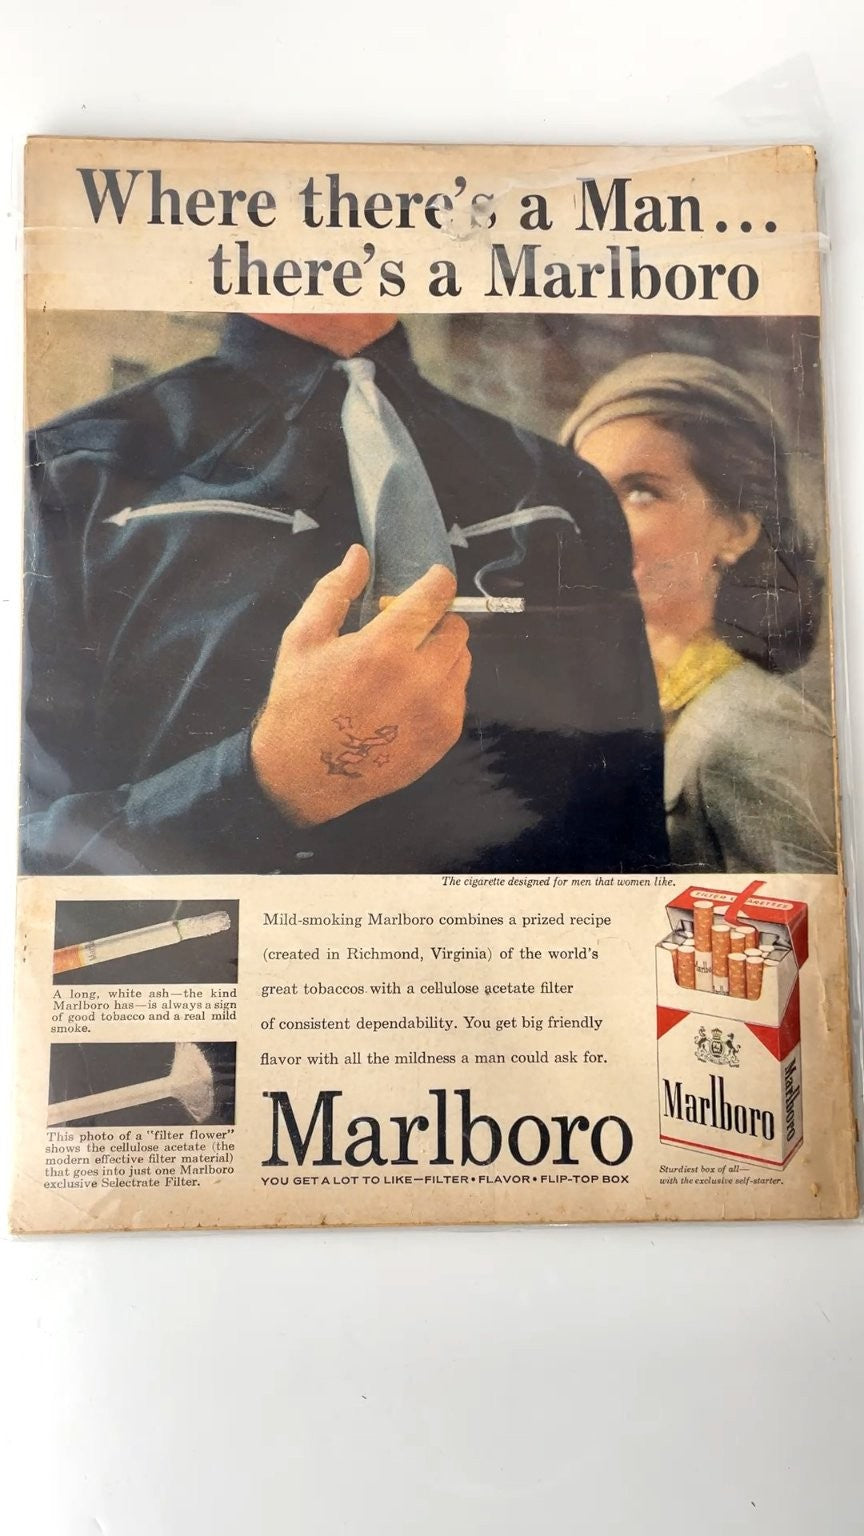 Where there's a Man...
there's a Marlboro
The cigarette designed for men that women like.
A long, white ash—the kind
Marlboro has—is always a sign
of good tobacco and a real mild
smoke.
This photo of a "filter flower"
shows the cellulose acetate (the
modern effective filter material)
that goes into just one Marlboro
exclusive Selectrate Filter.
Mild-smoking Marlboro combines a prized recipe
(created in Richmond, Virginia) of the world's
great tobaccos with a cellulose acetate filter
of consistent dependability. You get big friendly
flavor with all the mildness a man could ask for.
Marlboro
YOU GET A LOT TO LIKE—FILTER • FLAVOR • FLIP-TOP BOX
FILTER CIGARETTES
Marlboro
Marlboro
Sturdiest box of all—
with the exclusive self-starter.